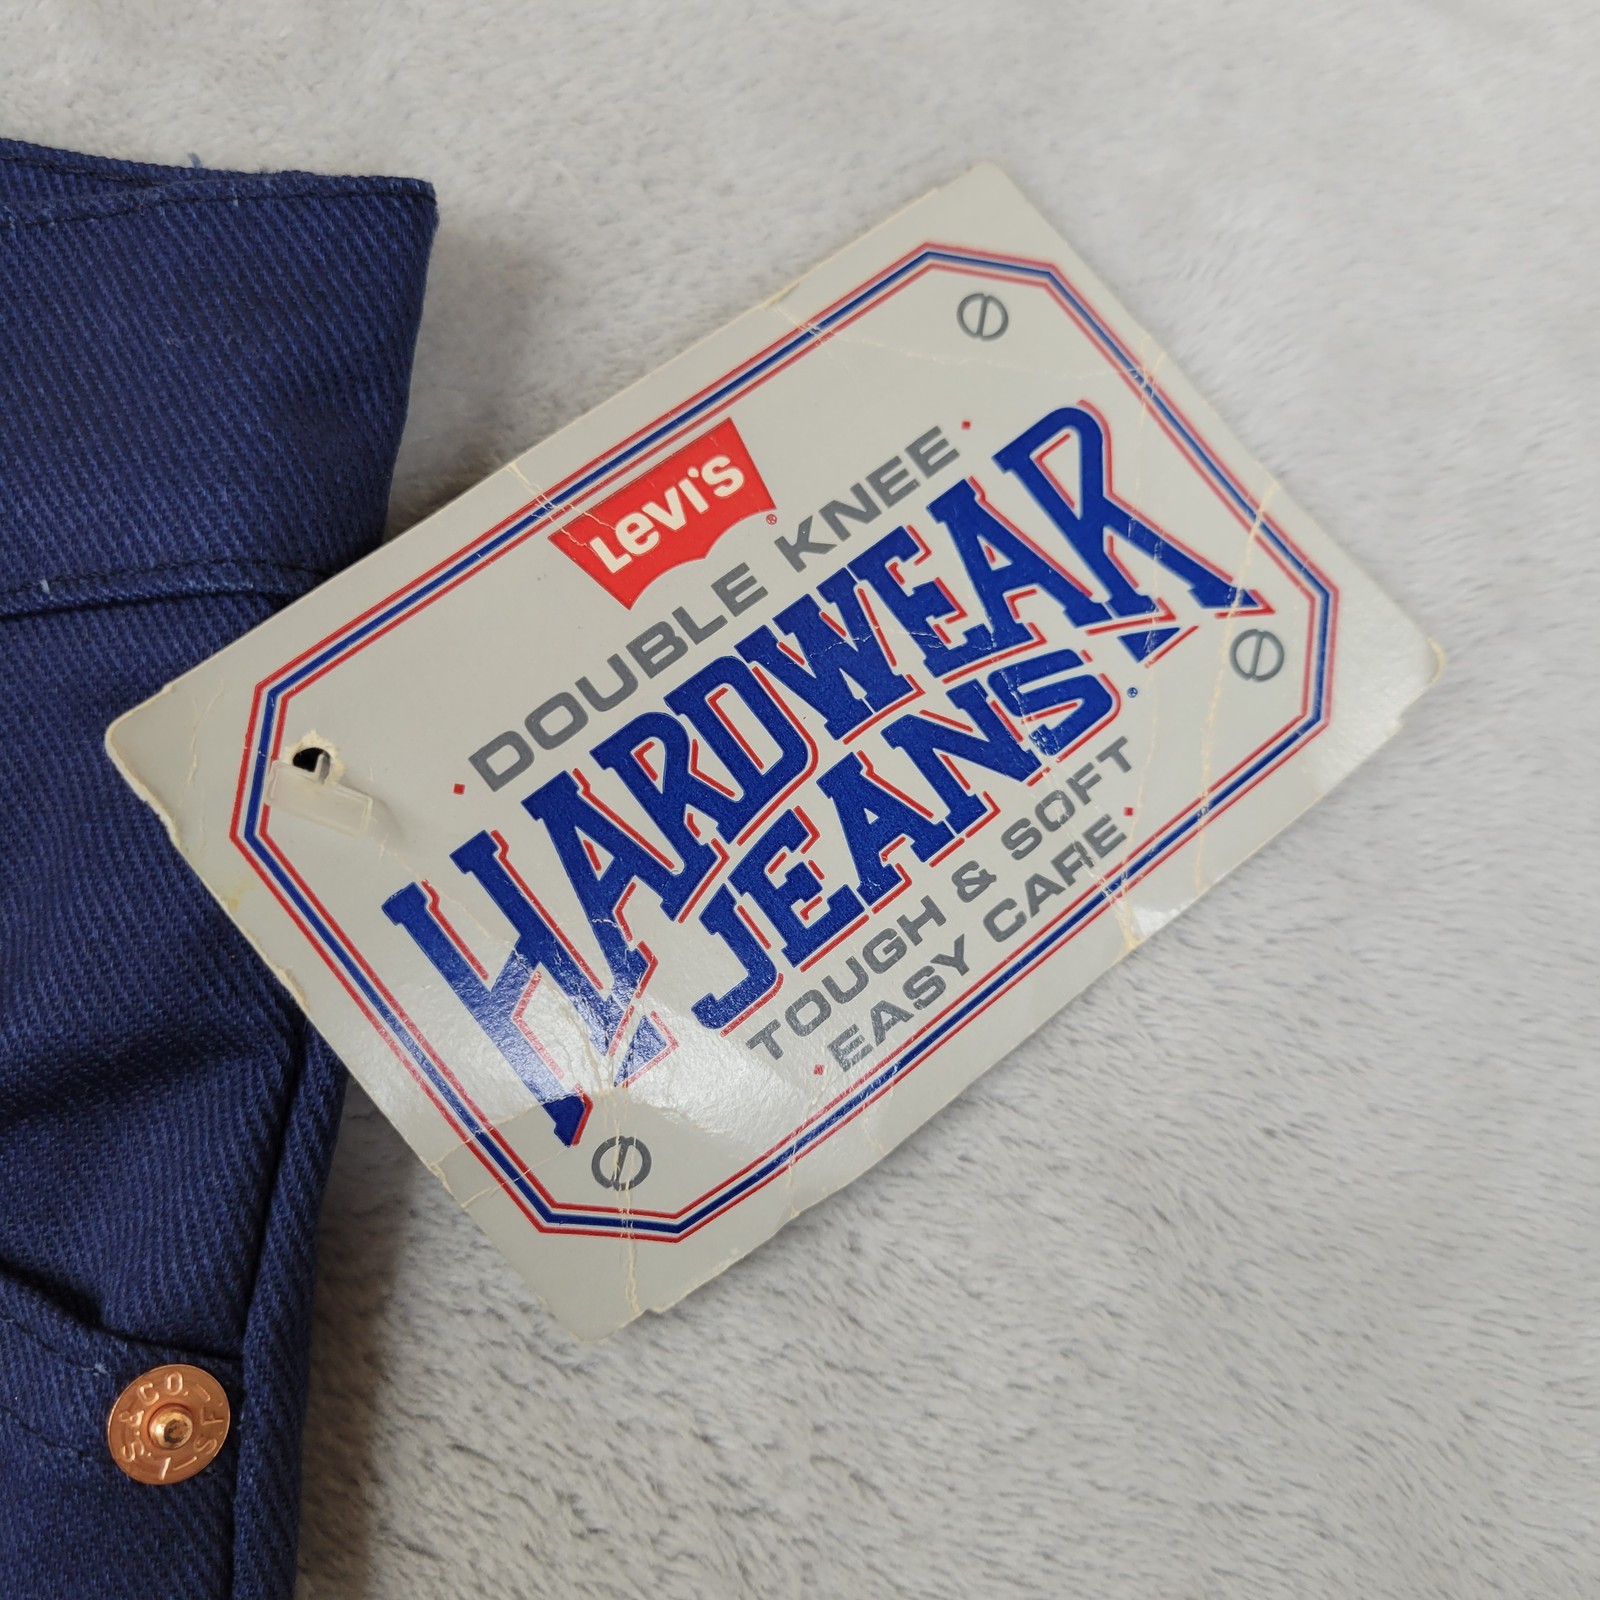 Levi's®
DOUBLE KNEE
HARDWEAR
JEANS
TOUGH & SOFT
EASY CARE
L.S.&CO.-S.F.-